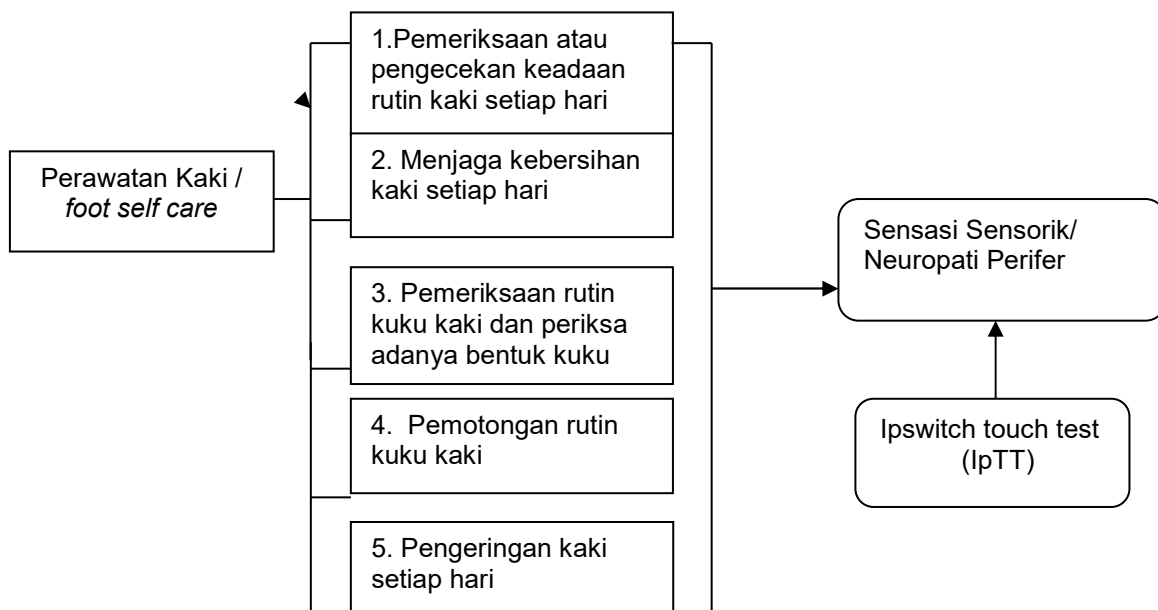 1.Pemeriksaan atau
pengecekan keadaan
rutin kaki setiap hari
Perawatan Kaki /
foot self care
2. Menjaga kebersihan
kaki setiap hari
Sensasi Sensorik/
Neuropati Perifer
3. Pemeriksaan rutin
kuku kaki dan periksa
adanya bentuk kuku
4. Pemotongan rutin
kuku kaki
Ipswitch touch test
(IpTT)
5. Pengeringan kaki
setiap hari